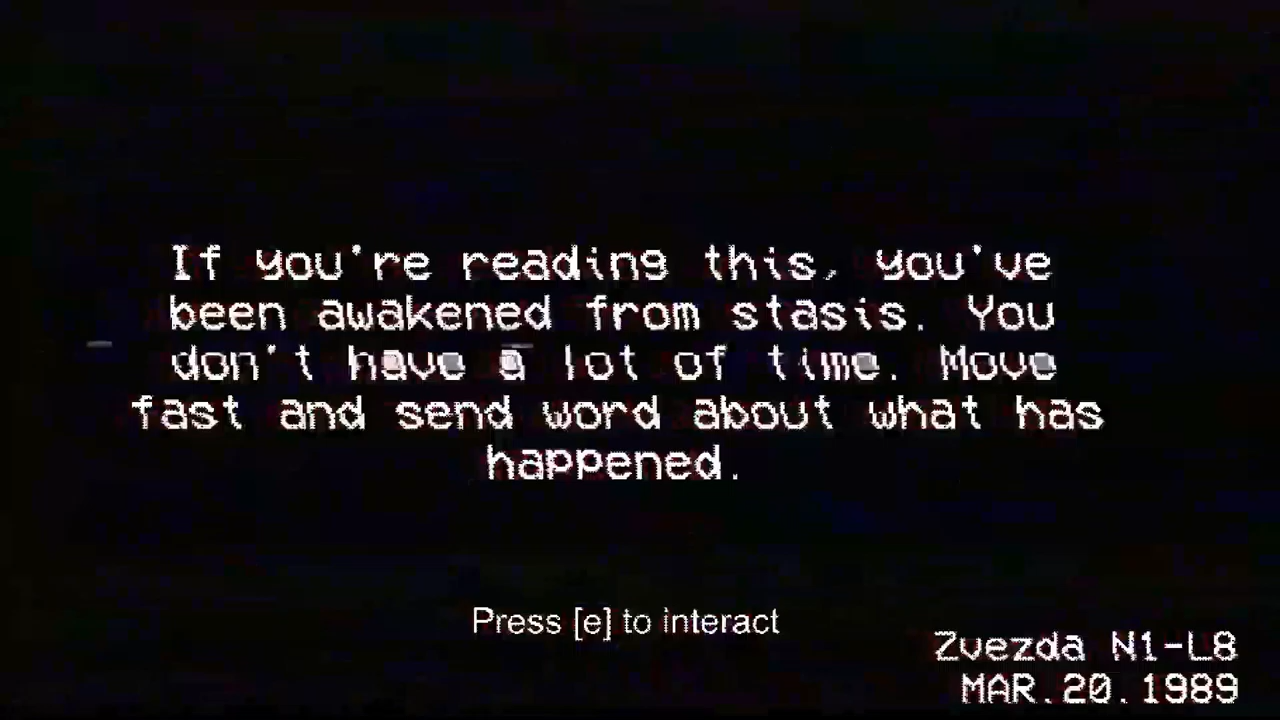 If you're reading this, you've
been awakened from stasis. You
don't have a lot of time. Move
fast and send word about what has
happened.
Press [e] to interact
Zvezda N1-L8
MAR.20.1989